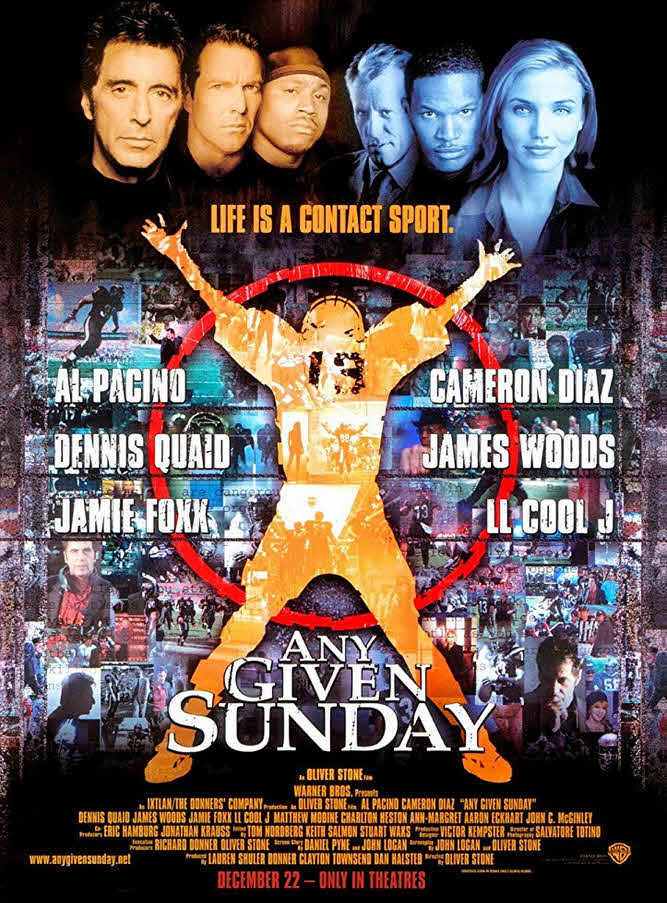 LIFE IS A CONTACT SPORT.
13
AL PACINO
CAMERON DIAZ
DENNIS QUAID
JAMES WOODS
JAMIE FOXX
LL COOL J
ANY
GIVEN
SUNDAY
AN OLIVER STONE FILM
WARNER BROS. Presents
AN IXTLAN/THE DONNERS' COMPANY Production AN OLIVER STONE Film AL PACINO CAMERON DIAZ "ANY GIVEN SUNDAY"
DENNIS QUAID JAMES WOODS JAMIE FOXX LL COOL J MATTHEW MODINE CHARLTON HESTON ANN-MARGRET AARON ECKHART JOHN C. McGINLEY
Co Producers ERIC HAMBURG JONATHAN KRAUSS Edited By TOM NORDBERG KEITH SALMON STUART WAKS Production Designer VICTOR KEMPSTER Director of Photography SALVATORE TOTINO
Executive Producers RICHARD DONNER OLIVER STONE Screen Story By DANIEL PYNE and JOHN LOGAN Screenplay By JOHN LOGAN and OLIVER STONE
www.anygivensunday.net
Produced By LAUREN SHULER DONNER CLAYTON TOWNSEND DAN HALSTED Directed By OLIVER STONE
DECEMBER 22 – ONLY IN THEATRES